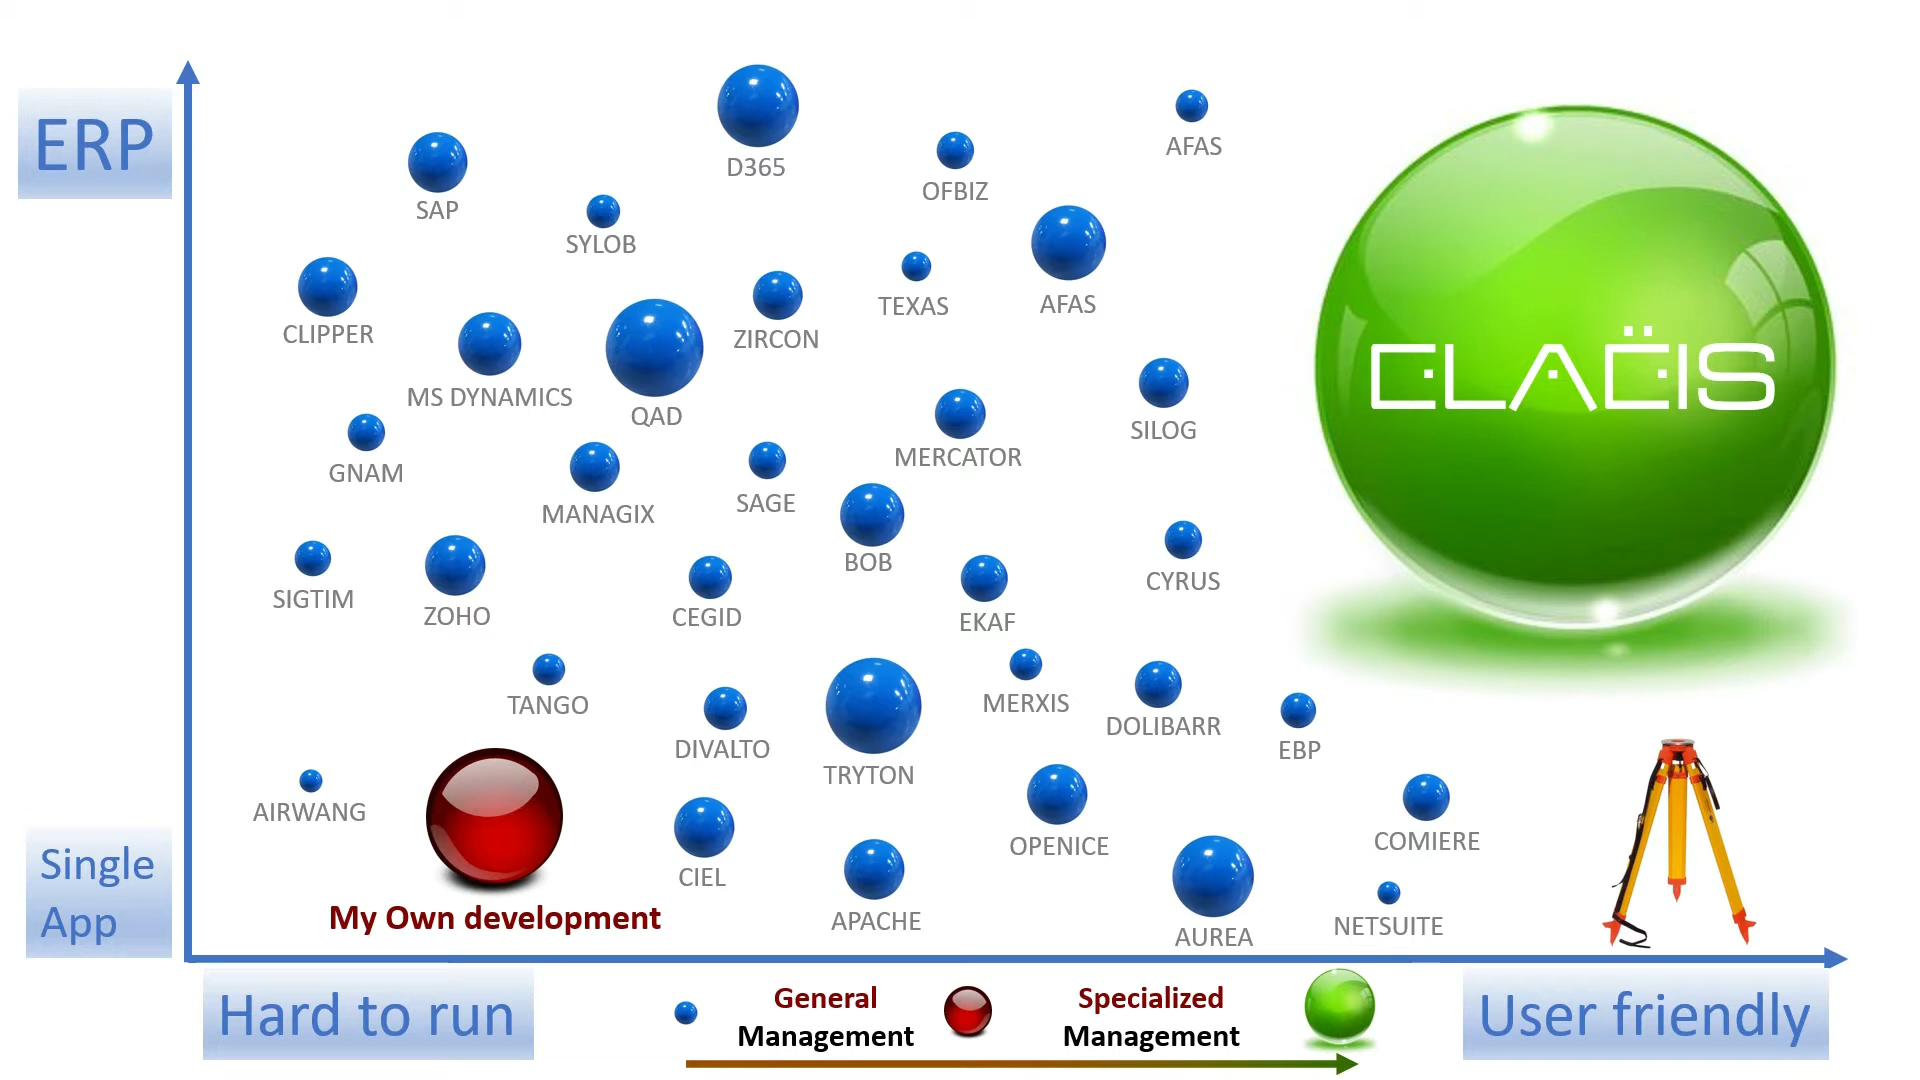 ERP
D365
AFAS
SAP
OFBIZ
SYLOB
TEXAS
AFAS
CLIPPER
ZIRCON
MS DYNAMICS
QAD
CLAËIS
SILOG
MERCATOR
GNAM
SAGE
MANAGIX
BOB
CYRUS
SIGTIM
ZOHO
CEGID
EKAF
TANGO
MERXIS
DOLIBARR
DIVALTO
EBP
TRYTON
AIRWANG
OPENICE
COMIERE
Single
App
CIEL
My Own development
APACHE
AUREA
NETSUITE
Hard to run
General
Management
Specialized
Management
User friendly